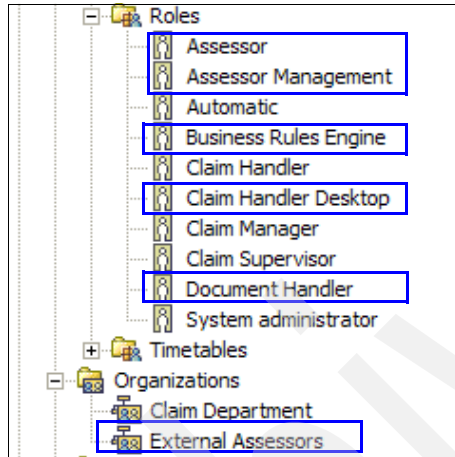 Roles
Assessor
Assessor Management
Automatic
Business Rules Engine
Claim Handler
Claim Handler Desktop
Claim Manager
Claim Supervisor
Document Handler
System administrator
Timetables
Organizations
Claim Department
External Assessors